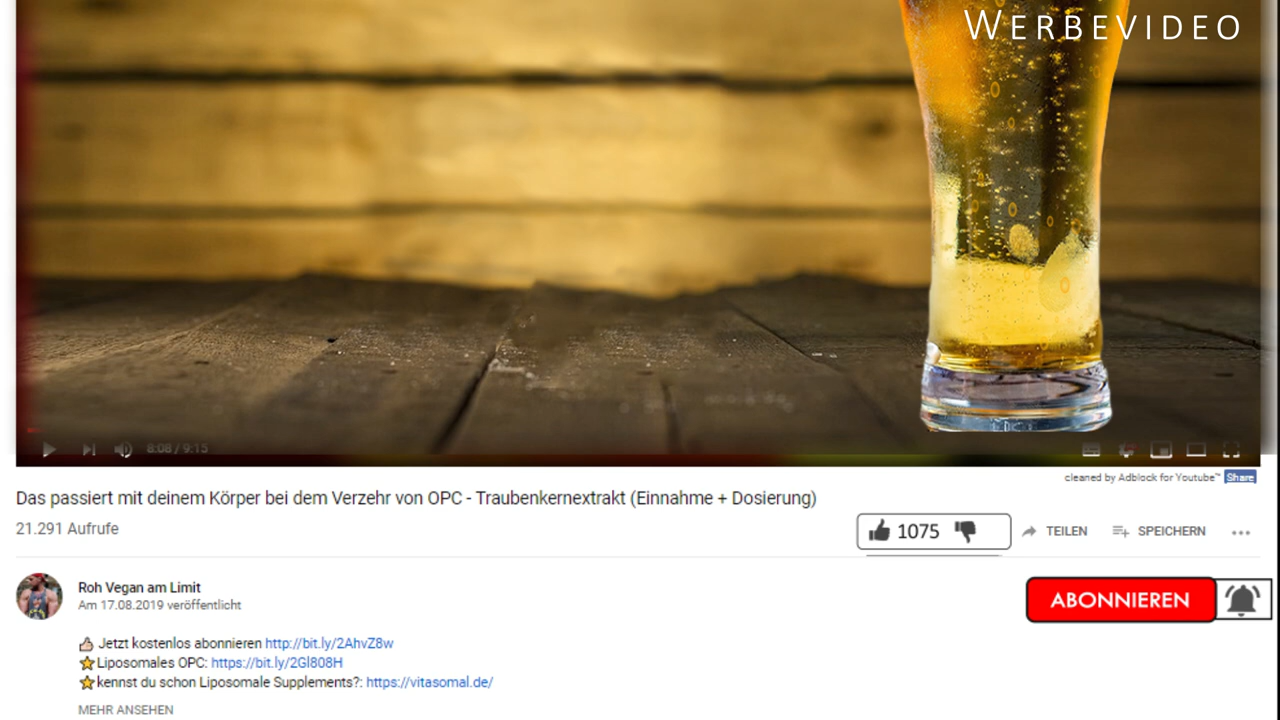 WERBEVIDEO
8:08 / 9:15
cleaned by Adblock for Youtube™ Share
Das passiert mit deinem Körper bei dem Verzehr von OPC - Traubenkernextrakt (Einnahme + Dosierung)
21.291 Aufrufe
1075 TEILEN SPEICHERN
Roh Vegan am Limit
Am 17.08.2019 veröffentlicht
ABONNIEREN
Jetzt kostenlos abonnieren http://bit.ly/2AhvZ8w
Liposomales OPC: https://bit.ly/2Gl808H
kennst du schon Liposomale Supplements?: https://vitasomal.de/
MEHR ANSEHEN